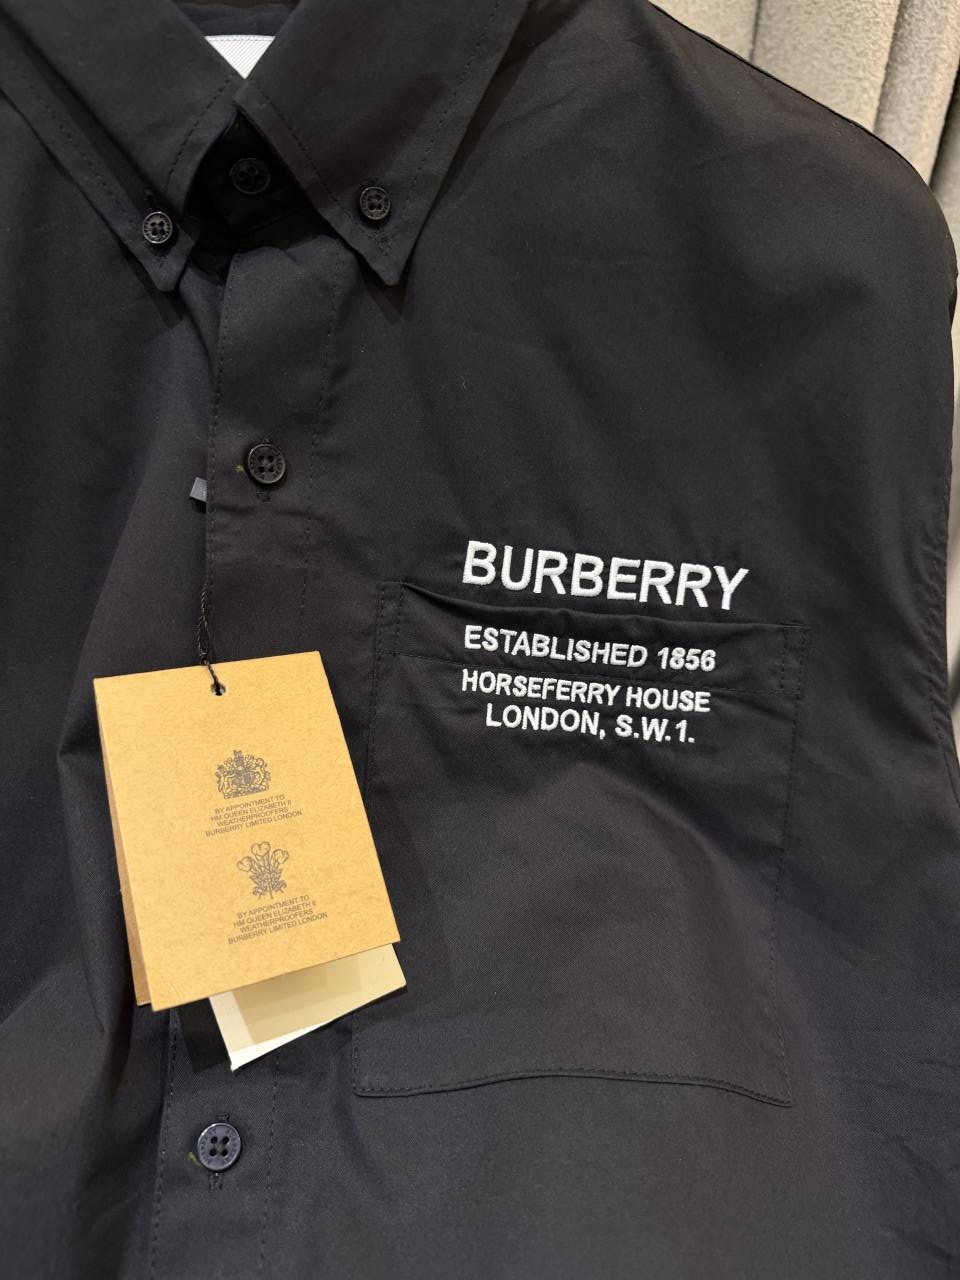 BURBERRY
ESTABLISHED 1856
HORSEFERRY HOUSE
LONDON, S.W.1.
BY APPOINTMENT TO
HM QUEEN ELIZABETH II
WEATHERPROOFERS
BURBERRY LIMITED LONDON
BY APPOINTMENT TO
HM QUEEN ELIZABETH II
WEATHERPROOFERS
BURBERRY LIMITED LONDON